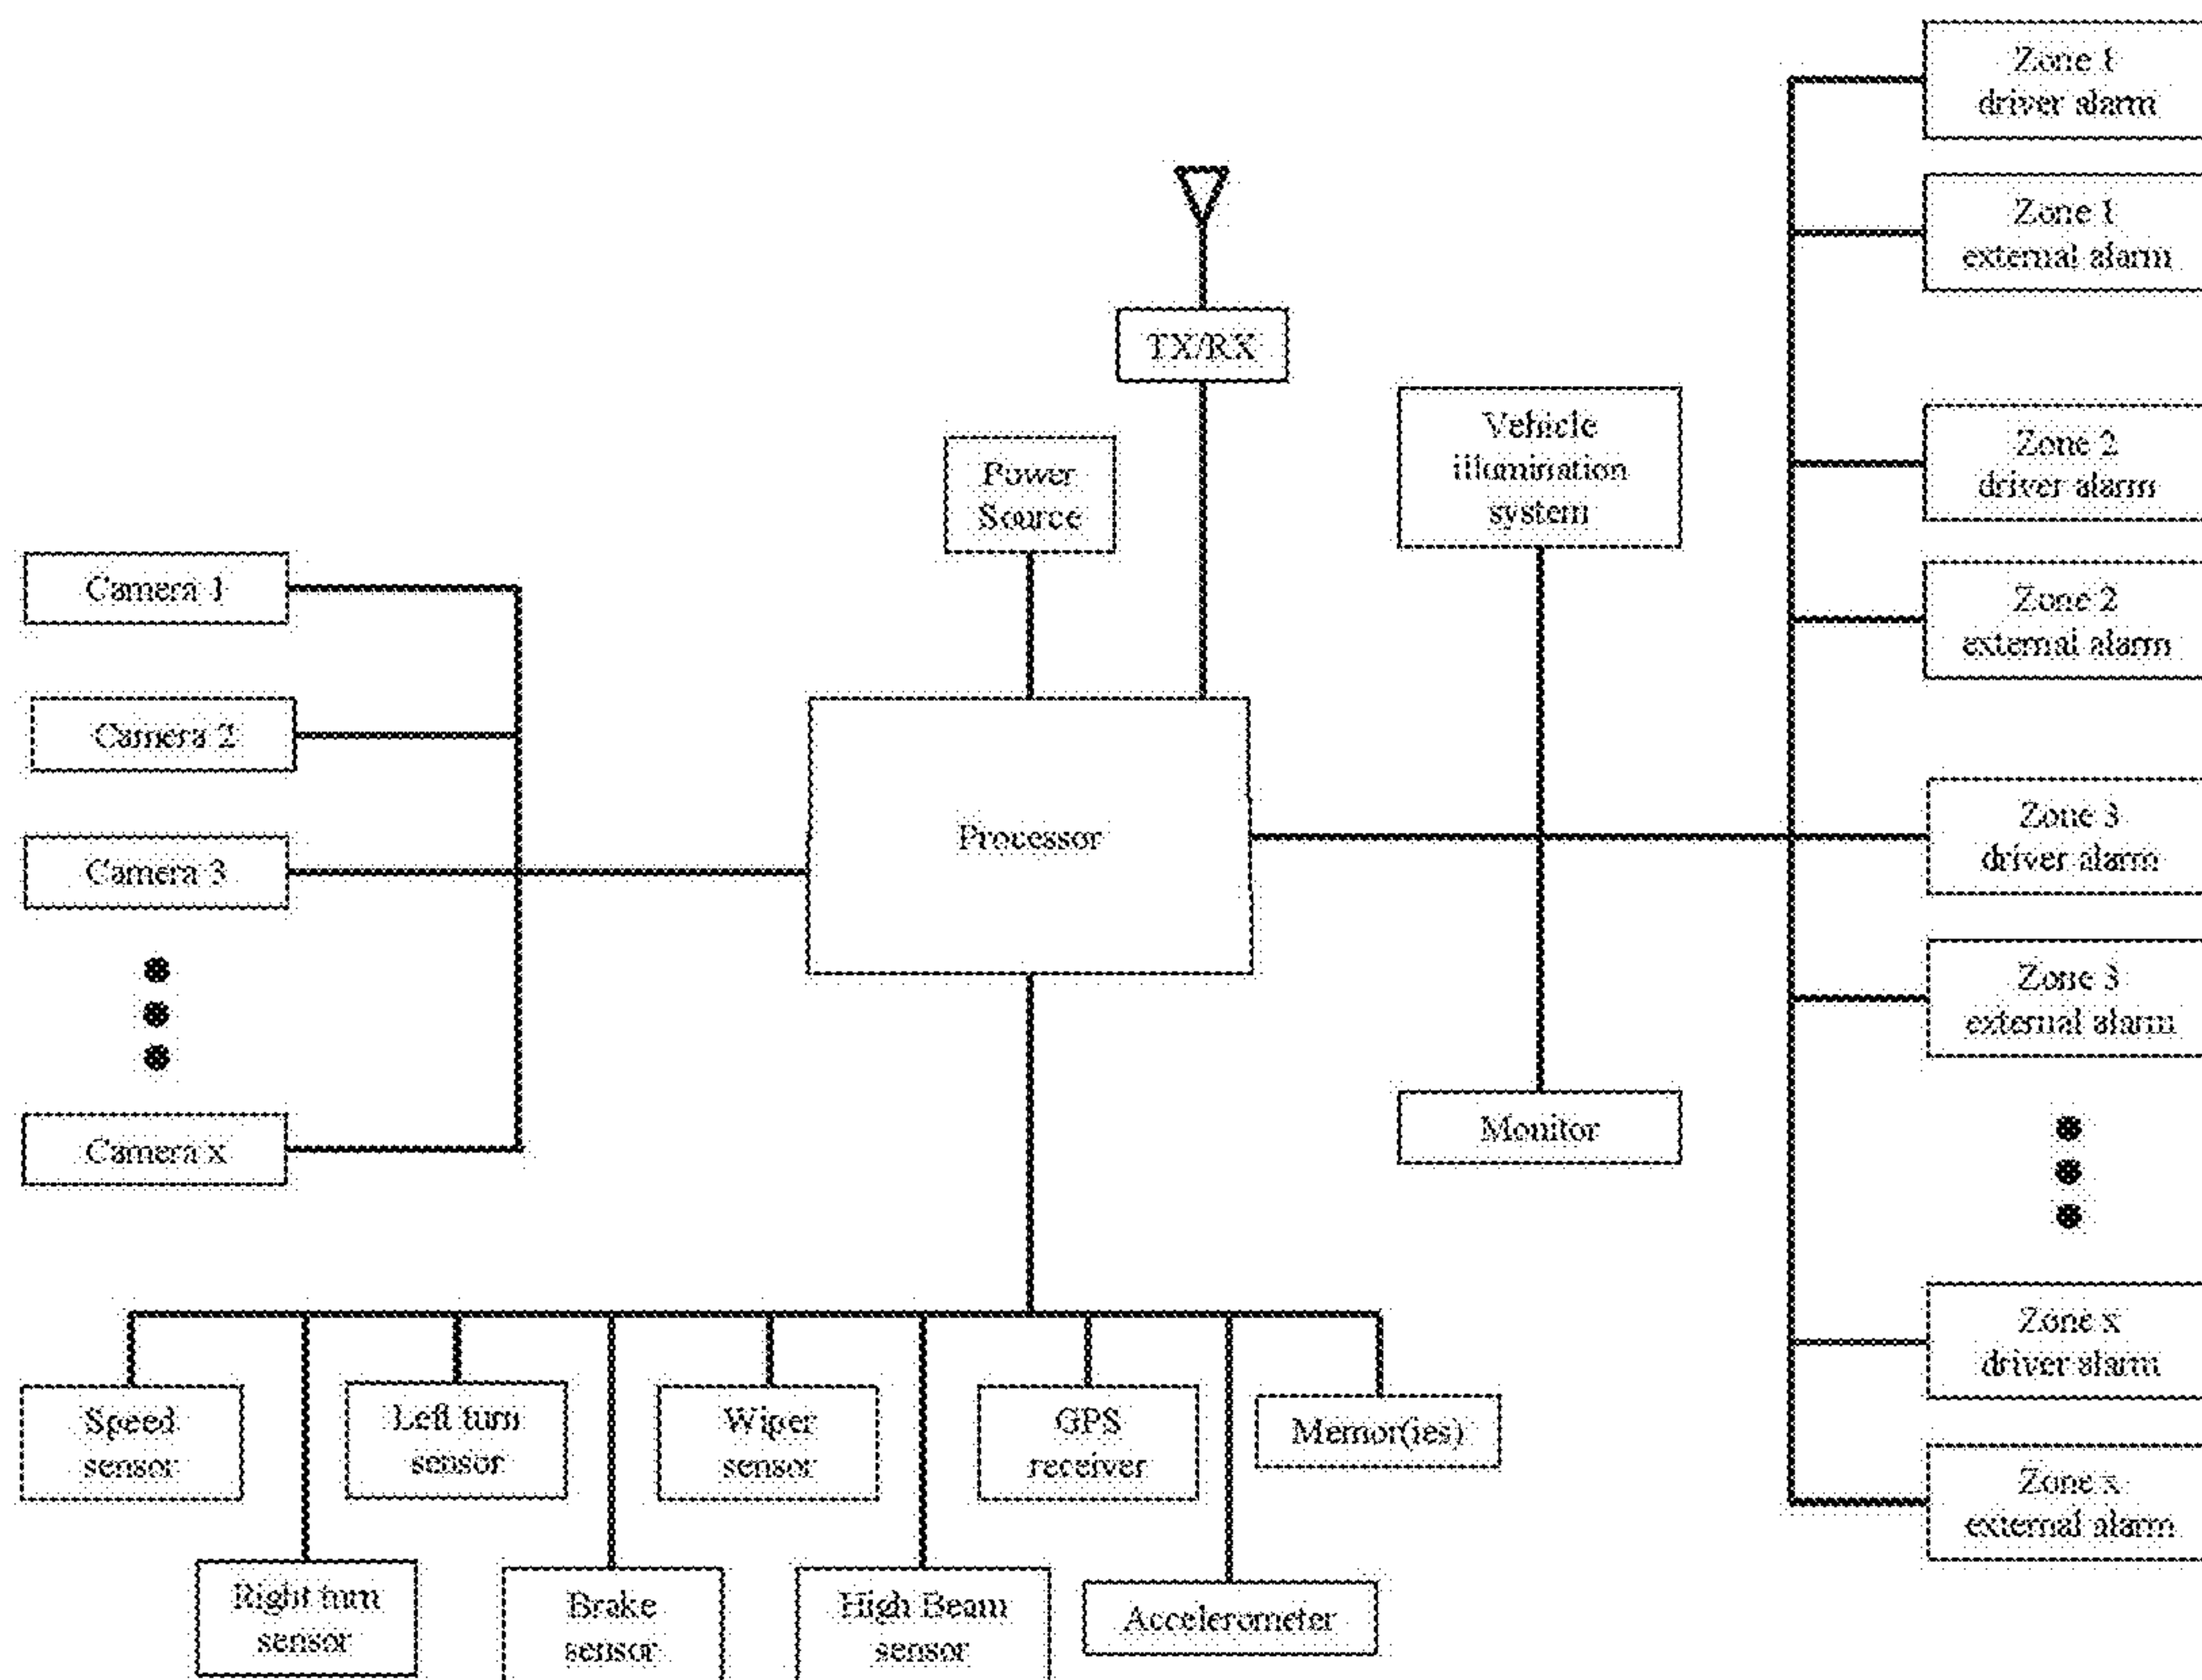 Zone 1
driver alarm
Zone 1
external alarm
TX/RX
Vehicle
illumination
system
Zone 2
driver alarm
Power
Source
Camera 1
Zone 2
external alarm
Camera 2
Processor
Zone 3
driver alarm
Camera 3
Zone 3
external alarm
Monitor
Camera x
Zone x
driver alarm
Speed
sensor
Left turn
sensor
Wiper
sensor
GPS
receiver
Memor(ies)
Zone x
external alarm
Right turn
sensor
Brake
sensor
High Beam
sensor
Accelerometer